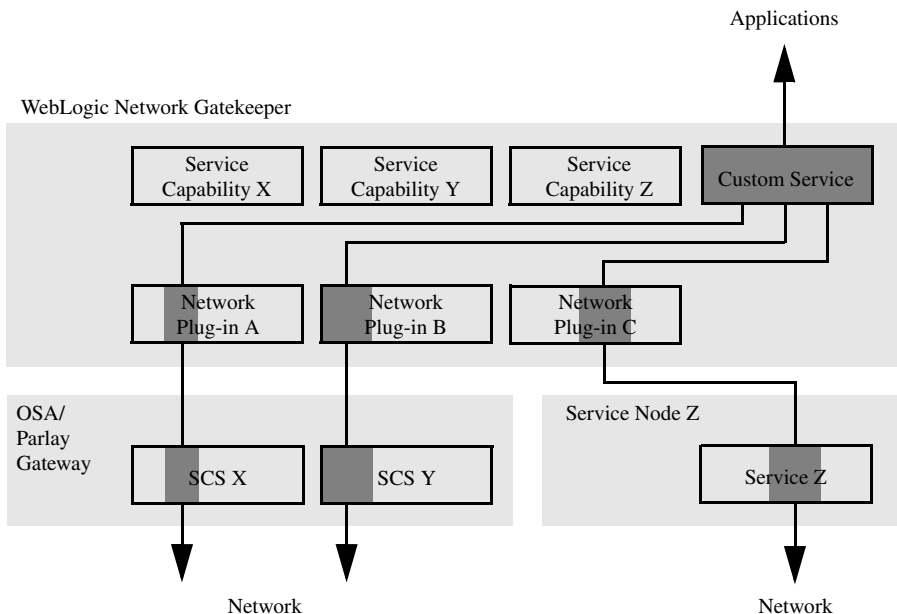 Applications
WebLogic Network Gatekeeper
Service
Capability X
Service
Capability Y
Service
Capability Z
Custom Service
Network
Plug-in A
Network
Plug-in B
Network
Plug-in C
OSA/
Parlay
Gateway
SCS X
SCS Y
Service Node Z
Service Z
Network
Network